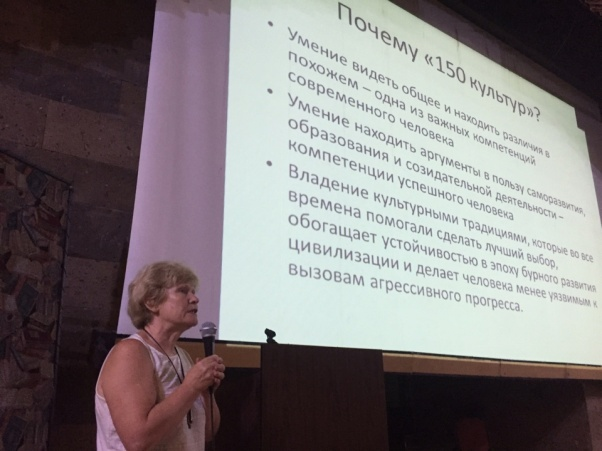 Почему «150 культур»?
• Умение видеть общее и находить различия в
похожем – одна из важных компетенций
современного человека
• Умение находить аргументы в пользу саморазвития,
образования и созидательной деятельности –
компетенции успешного человека
• Владение культурными традициями, которые во все
времена помогали сделать лучший выбор,
обогащает устойчивостью в эпоху бурного развития
цивилизации и делает человека менее уязвимым к
вызовам агрессивного прогресса.